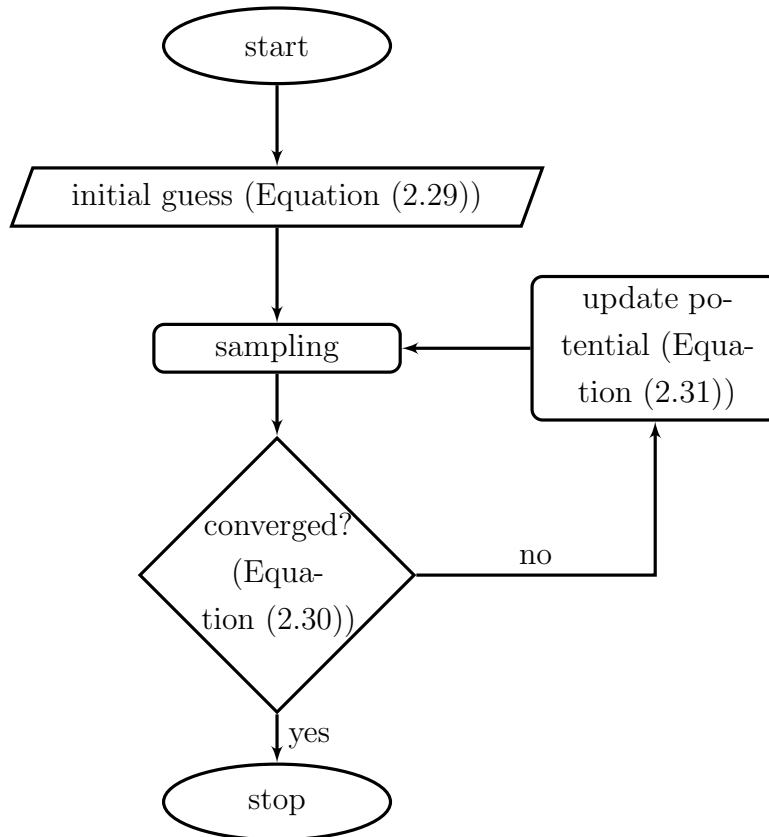 start
initial guess (Equation (2.29))
sampling
update po-
tential (Equa-
tion (2.31))
converged?
(Equa-
tion (2.30))
no
yes
stop